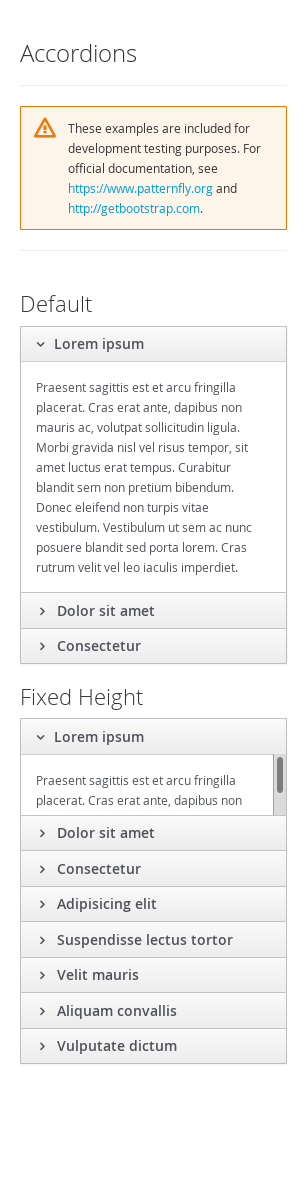 Accordions
These examples are included for
development testing purposes. For
official documentation, see
https://www.patternfly.org and
http://getbootstrap.com.
Default
Lorem ipsum
Praesent sagittis est et arcu fringilla
placerat. Cras erat ante, dapibus non
mauris ac, volutpat sollicitudin ligula.
Morbi gravida nisl vel risus tempor, sit
amet luctus erat tempus. Curabitur
blandit sem non pretium bibendum.
Donec eleifend non turpis vitae
vestibulum. Vestibulum ut sem ac nunc
posuere blandit sed porta lorem. Cras
rutrum velit vel leo iaculis imperdiet.
Dolor sit amet
Consectetur
Fixed Height
Lorem ipsum
Praesent sagittis est et arcu fringilla
placerat. Cras erat ante, dapibus non
Dolor sit amet
Consectetur
Adipisicing elit
Suspendisse lectus tortor
Velit mauris
Aliquam convallis
Vulputate dictum